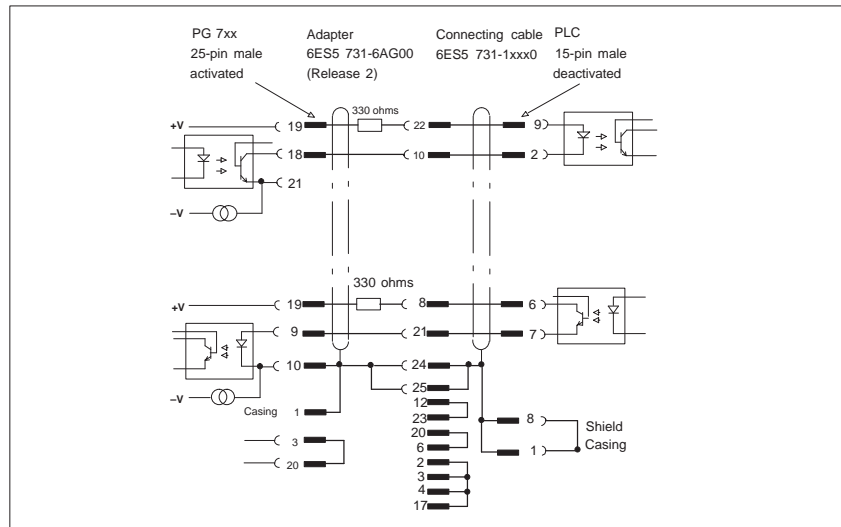 PG 7xx
25-pin male
activated
Adapter
6ES5 731-6AG00
(Release 2)
Connecting cable
6ES5 731-1xxx0
PLC
15-pin male
deactivated
330 ohms
+V
19
22
9
18
10
2
21
–V
330 ohms
+V
19
8
6
9
21
7
10
24
–V
25
12
Casing
1
23
8
Shield
Casing
3
20
6
1
20
2
3
4
17